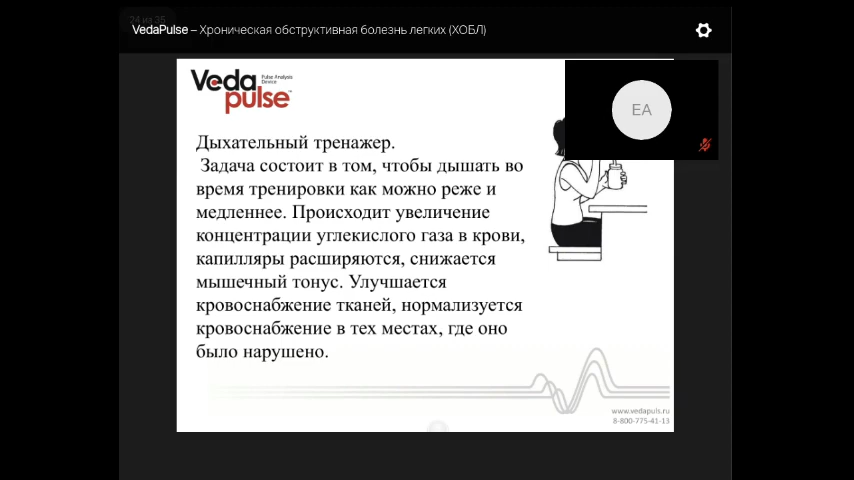 24 из 35
VedaPulse – Хроническая обструктивная болезнь легких (ХОБЛ)
Veda Pulse Analysis Device
pulse™
EA
Дыхательный тренажер.
Задача состоит в том, чтобы дышать во
время тренировки как можно реже и
медленнее. Происходит увеличение
концентрации углекислого газа в крови,
капилляры расширяются, снижается
мышечный тонус. Улучшается
кровоснабжение тканей, нормализуется
кровоснабжение в тех местах, где оно
было нарушено.
www.vedapuls.ru
8-800-775-41-13